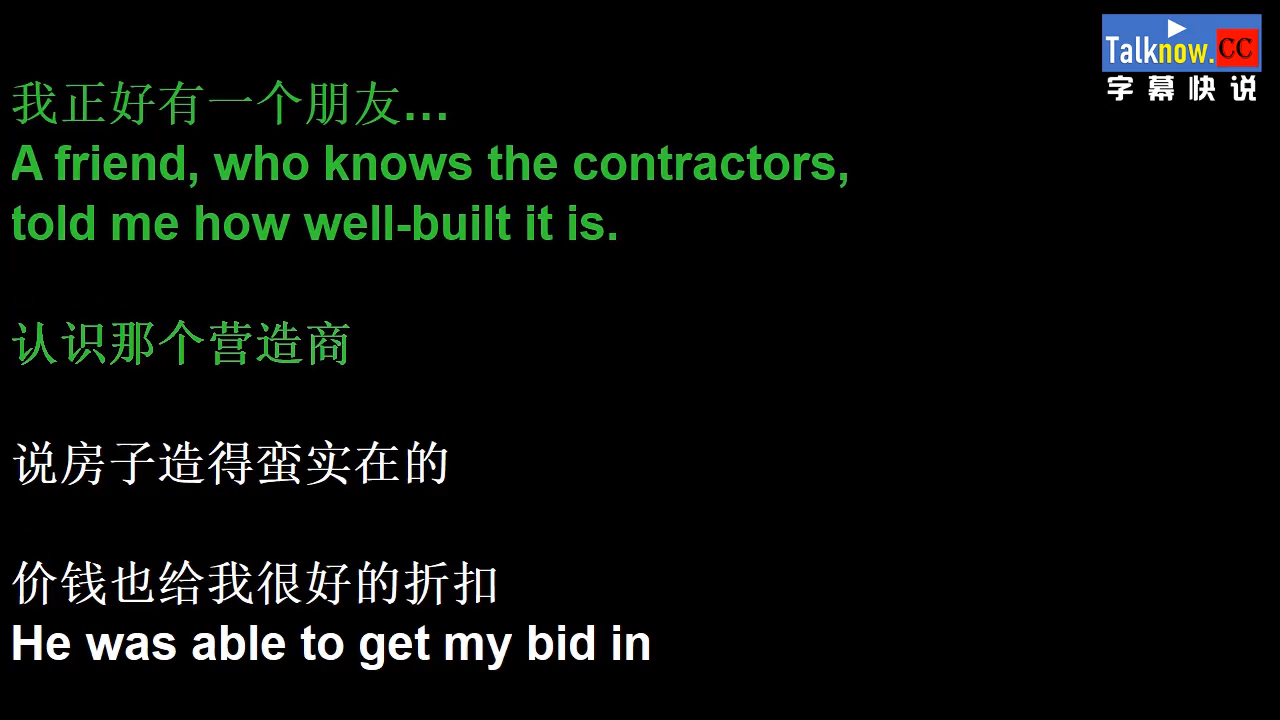 Talknow.CC
字幕快说
我正好有一个朋友...
A friend, who knows the contractors,
told me how well-built it is.
认识那个营造商
说房子造得蛮实在的
价钱也给我很好的折扣
He was able to get my bid in